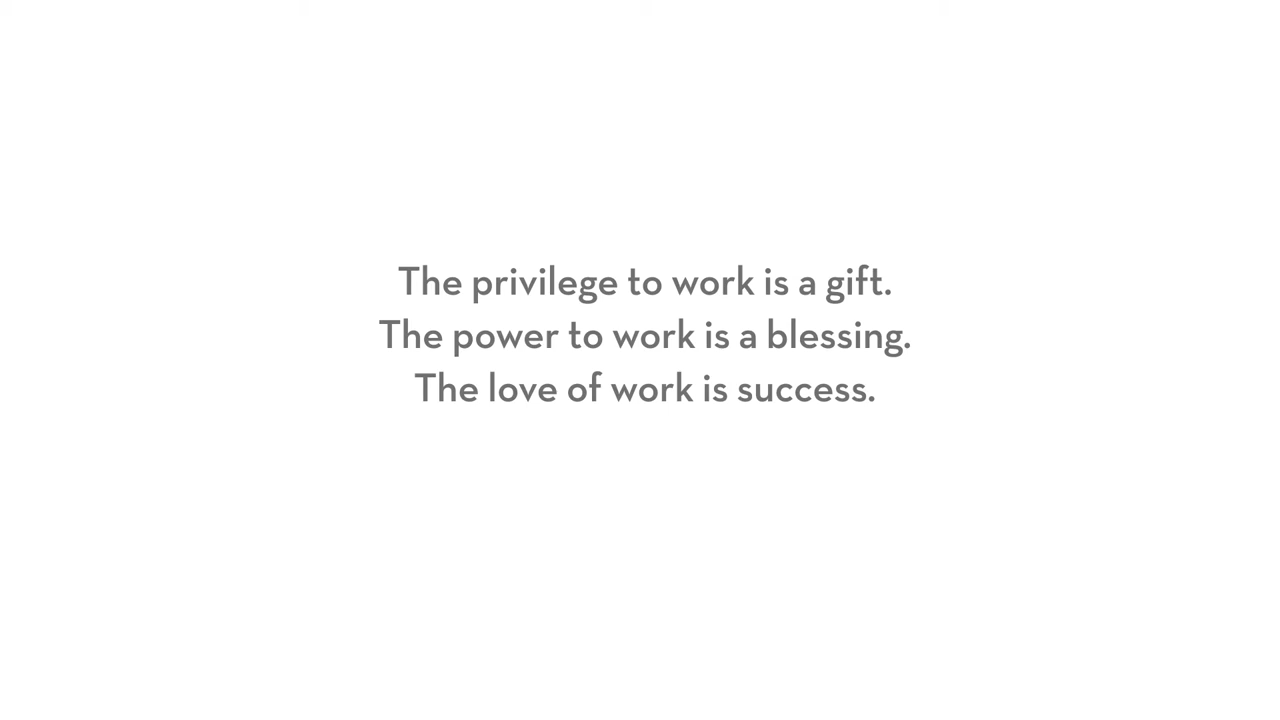 The privilege to work is a gift.
The power to work is a blessing.
The love of work is success.